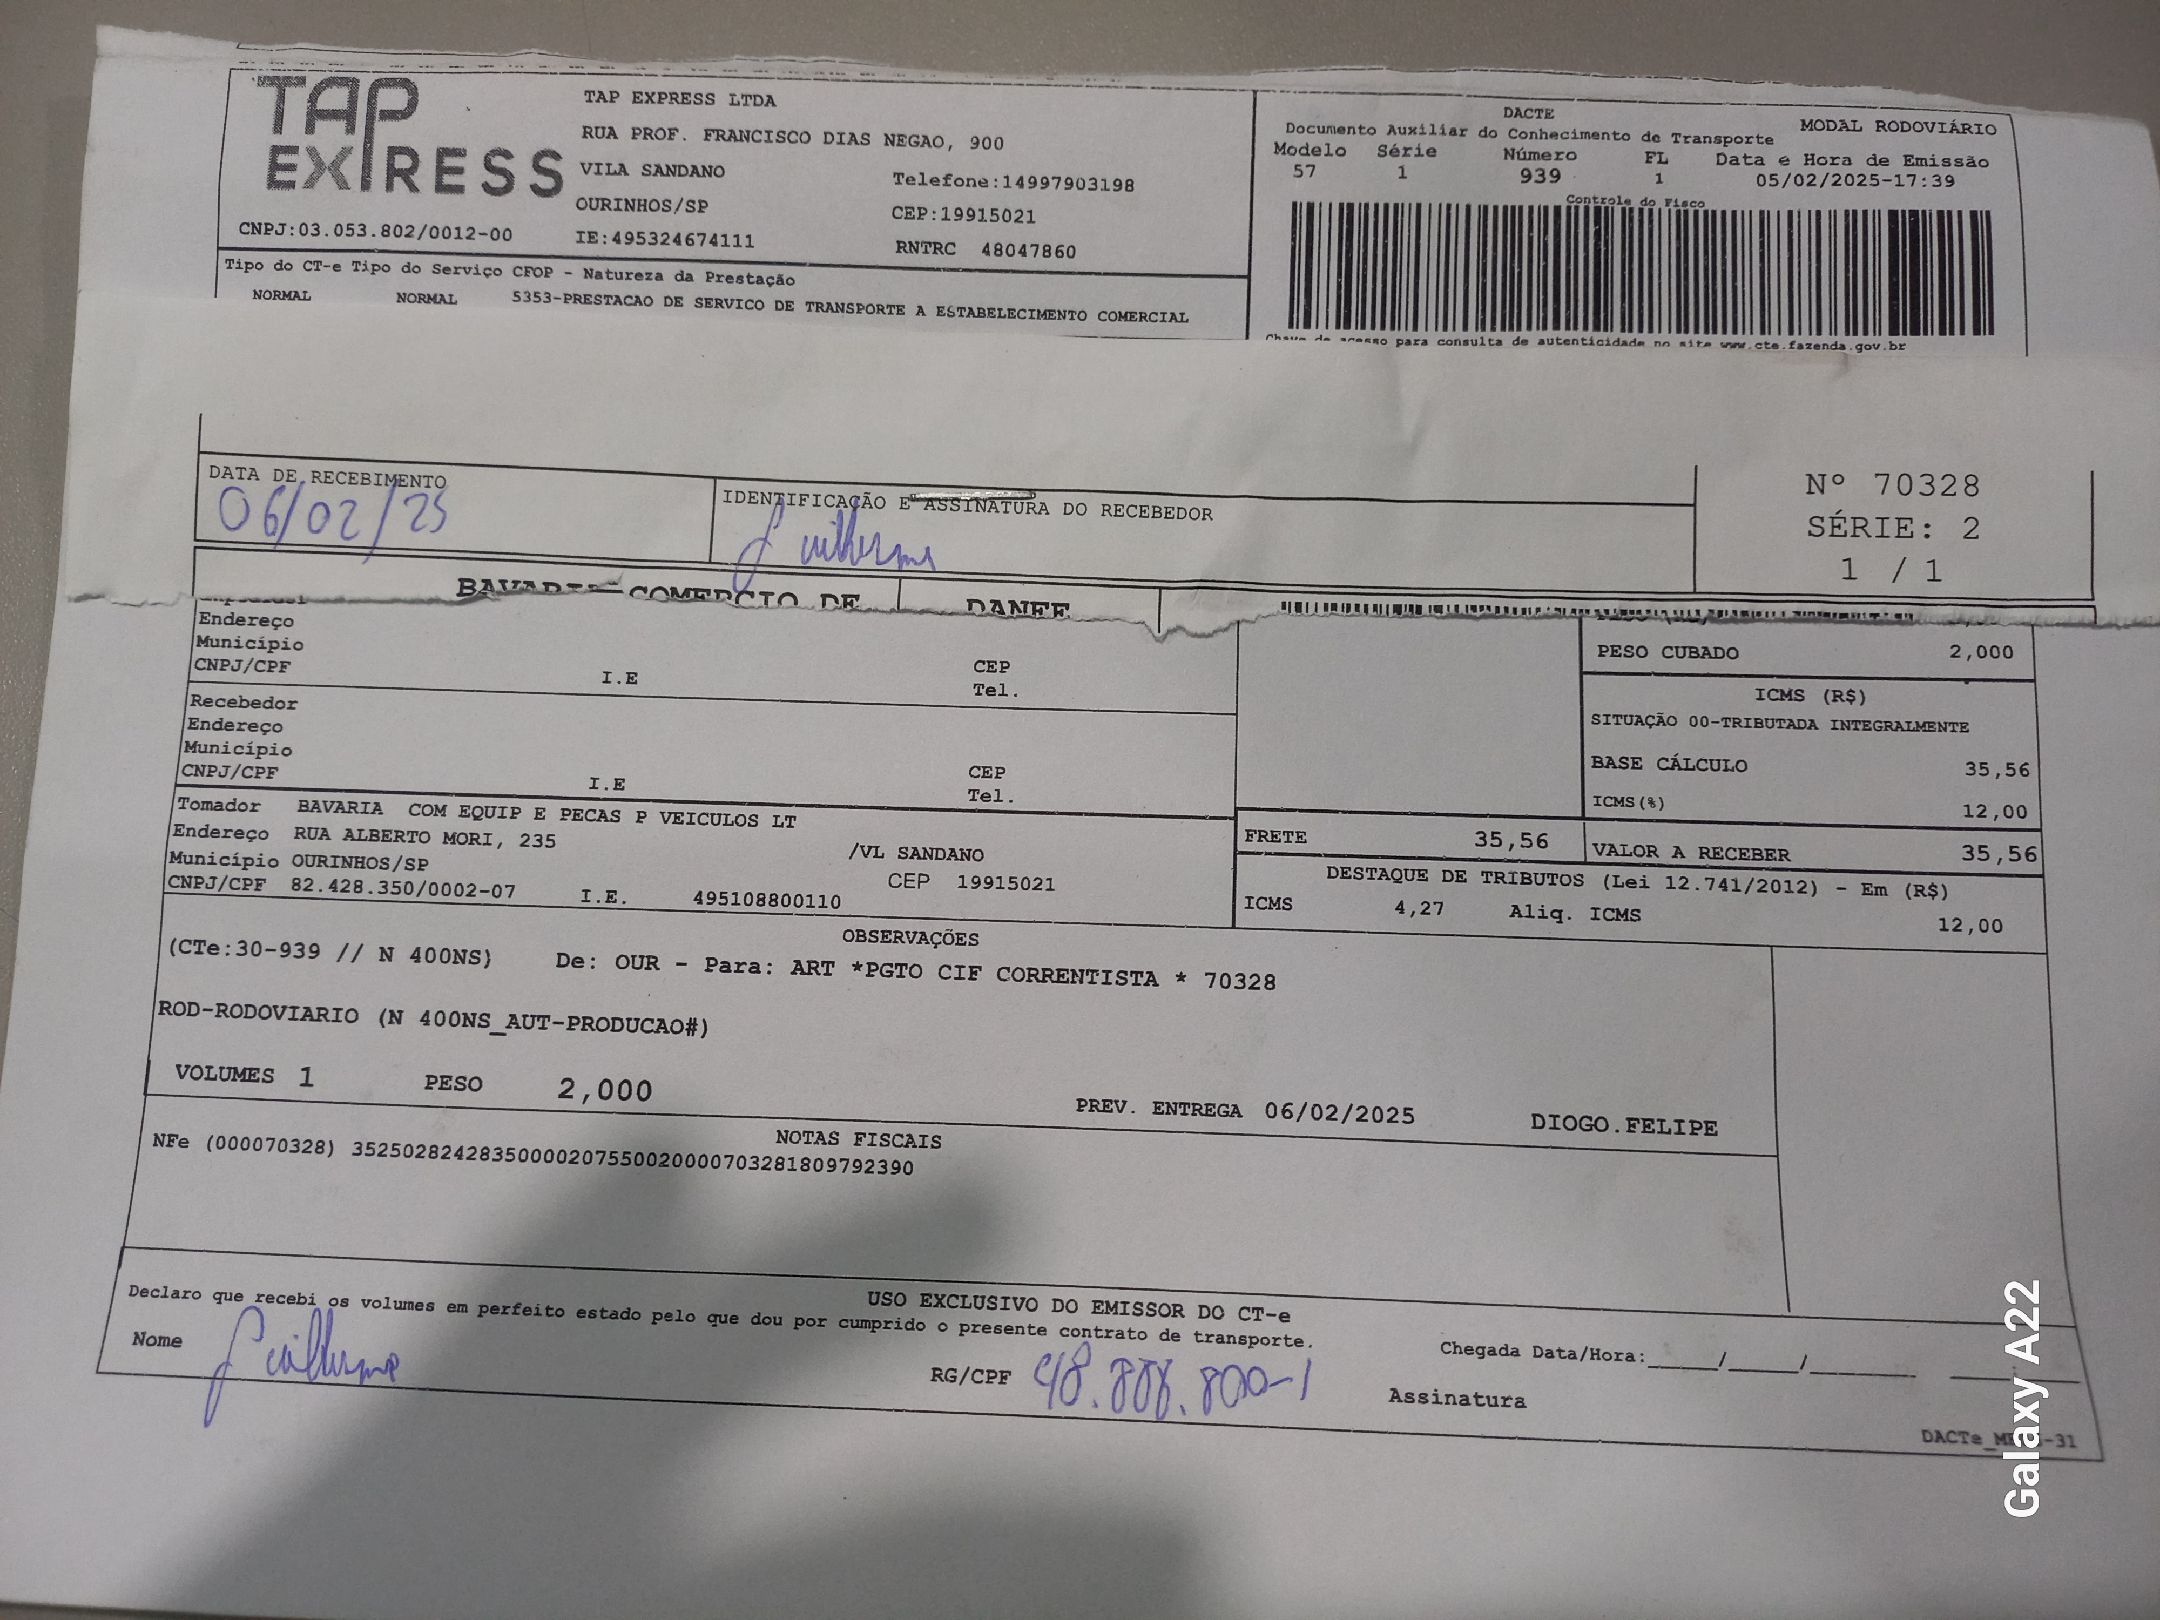 TAP EXPRESS
TAP EXPRESS LTDA
RUA PROF. FRANCISCO DIAS NEGAO, 900
VILA SANDANO
Telefone:14997903198
OURINHOS/SP
CEP:19915021
CNPJ:03.053.802/0012-00
IE:495324674111
RNTRC 48047860
DACTE
Documento Auxiliar do Conhecimento de Transporte
MODAL RODOVIÁRIO
Modelo Série Número FL Data e Hora de Emissão
57 1 939 1 05/02/2025-17:39
Controle do Fisco
Tipo do CT-e Tipo do Serviço CFOP - Natureza da Prestação
NORMAL NORMAL 5353-PRESTACAO DE SERVICO DE TRANSPORTE A ESTABELECIMENTO COMERCIAL
Chave de acesso para consulta de autenticidade no site www.cte.fazenda.gov.br
DATA DE RECEBIMENTO
06/02/25
IDENTIFICAÇÃO E ASSINATURA DO RECEBEDOR
Guilherme
Nº 70328
SÉRIE: 2
1 / 1
COMERCIO DE
DANFE
Endereço
Município
CNPJ/CPF I.E CEP
Tel.
Recebedor
Endereço
Município
CNPJ/CPF I.E CEP
Tel.
PESO CUBADO 2,000
ICMS (R$)
SITUAÇÃO 00-TRIBUTADA INTEGRALMENTE
BASE CÁLCULO 35,56
ICMS(%) 12,00
Tomador BAVARIA COM EQUIP E PECAS P VEICULOS LT
Endereço RUA ALBERTO MORI, 235 /VL SANDANO
Município OURINHOS/SP CEP 19915021
CNPJ/CPF 82.428.350/0002-07 I.E. 495108800110
FRETE 35,56 VALOR A RECEBER 35,56
DESTAQUE DE TRIBUTOS (Lei 12.741/2012) - Em (R$)
ICMS 4,27 Aliq. ICMS 12,00
OBSERVAÇÕES
(CTe:30-939 // N 400NS) De: OUR - Para: ART *PGTO CIF CORRENTISTA * 70328
ROD-RODOVIARIO (N 400NS_AUT-PRODUCAO#)
VOLUMES 1 PESO 2,000
PREV. ENTREGA 06/02/2025 DIOGO.FELIPE
NOTAS FISCAIS
NFe (000070328) 35250282428350000207550020000703281809792390
USO EXCLUSIVO DO EMISSOR DO CT-e
Declaro que recebi os volumes em perfeito estado pelo que dou por cumprido o presente contrato de transporte.
Nome Guilherme
RG/CPF 48.888.800-1
Chegada Data/Hora:_____/_____/_______
Assinatura
Galaxy A22